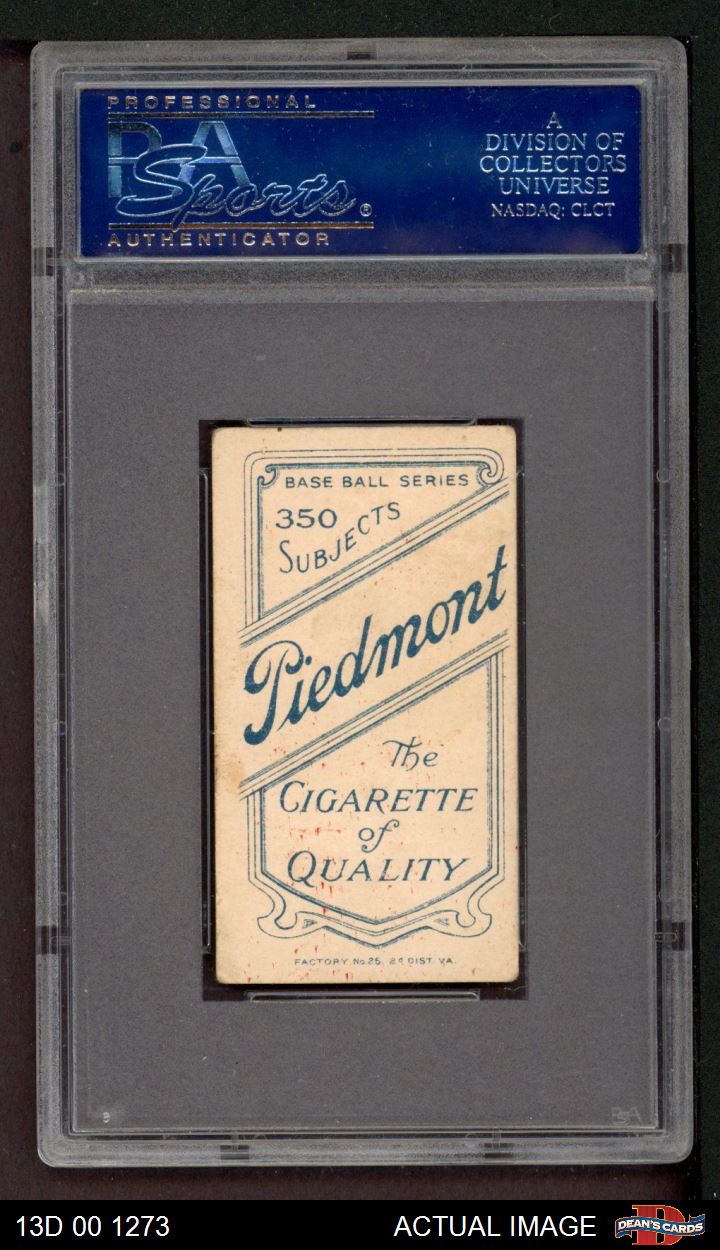 PROFESSIONAL
PSA
Sports®
AUTHENTICATOR
A
DIVISION OF
COLLECTORS
UNIVERSE
NASDAQ: CLCT
BASE BALL SERIES
350
SUBJECTS
Piedmont
The
CIGARETTE
of
QUALITY
FACTORY No 25, 2d DIST. VA.
PSA
13D 00 1273
ACTUAL IMAGE
D
DEAN'S CARDS